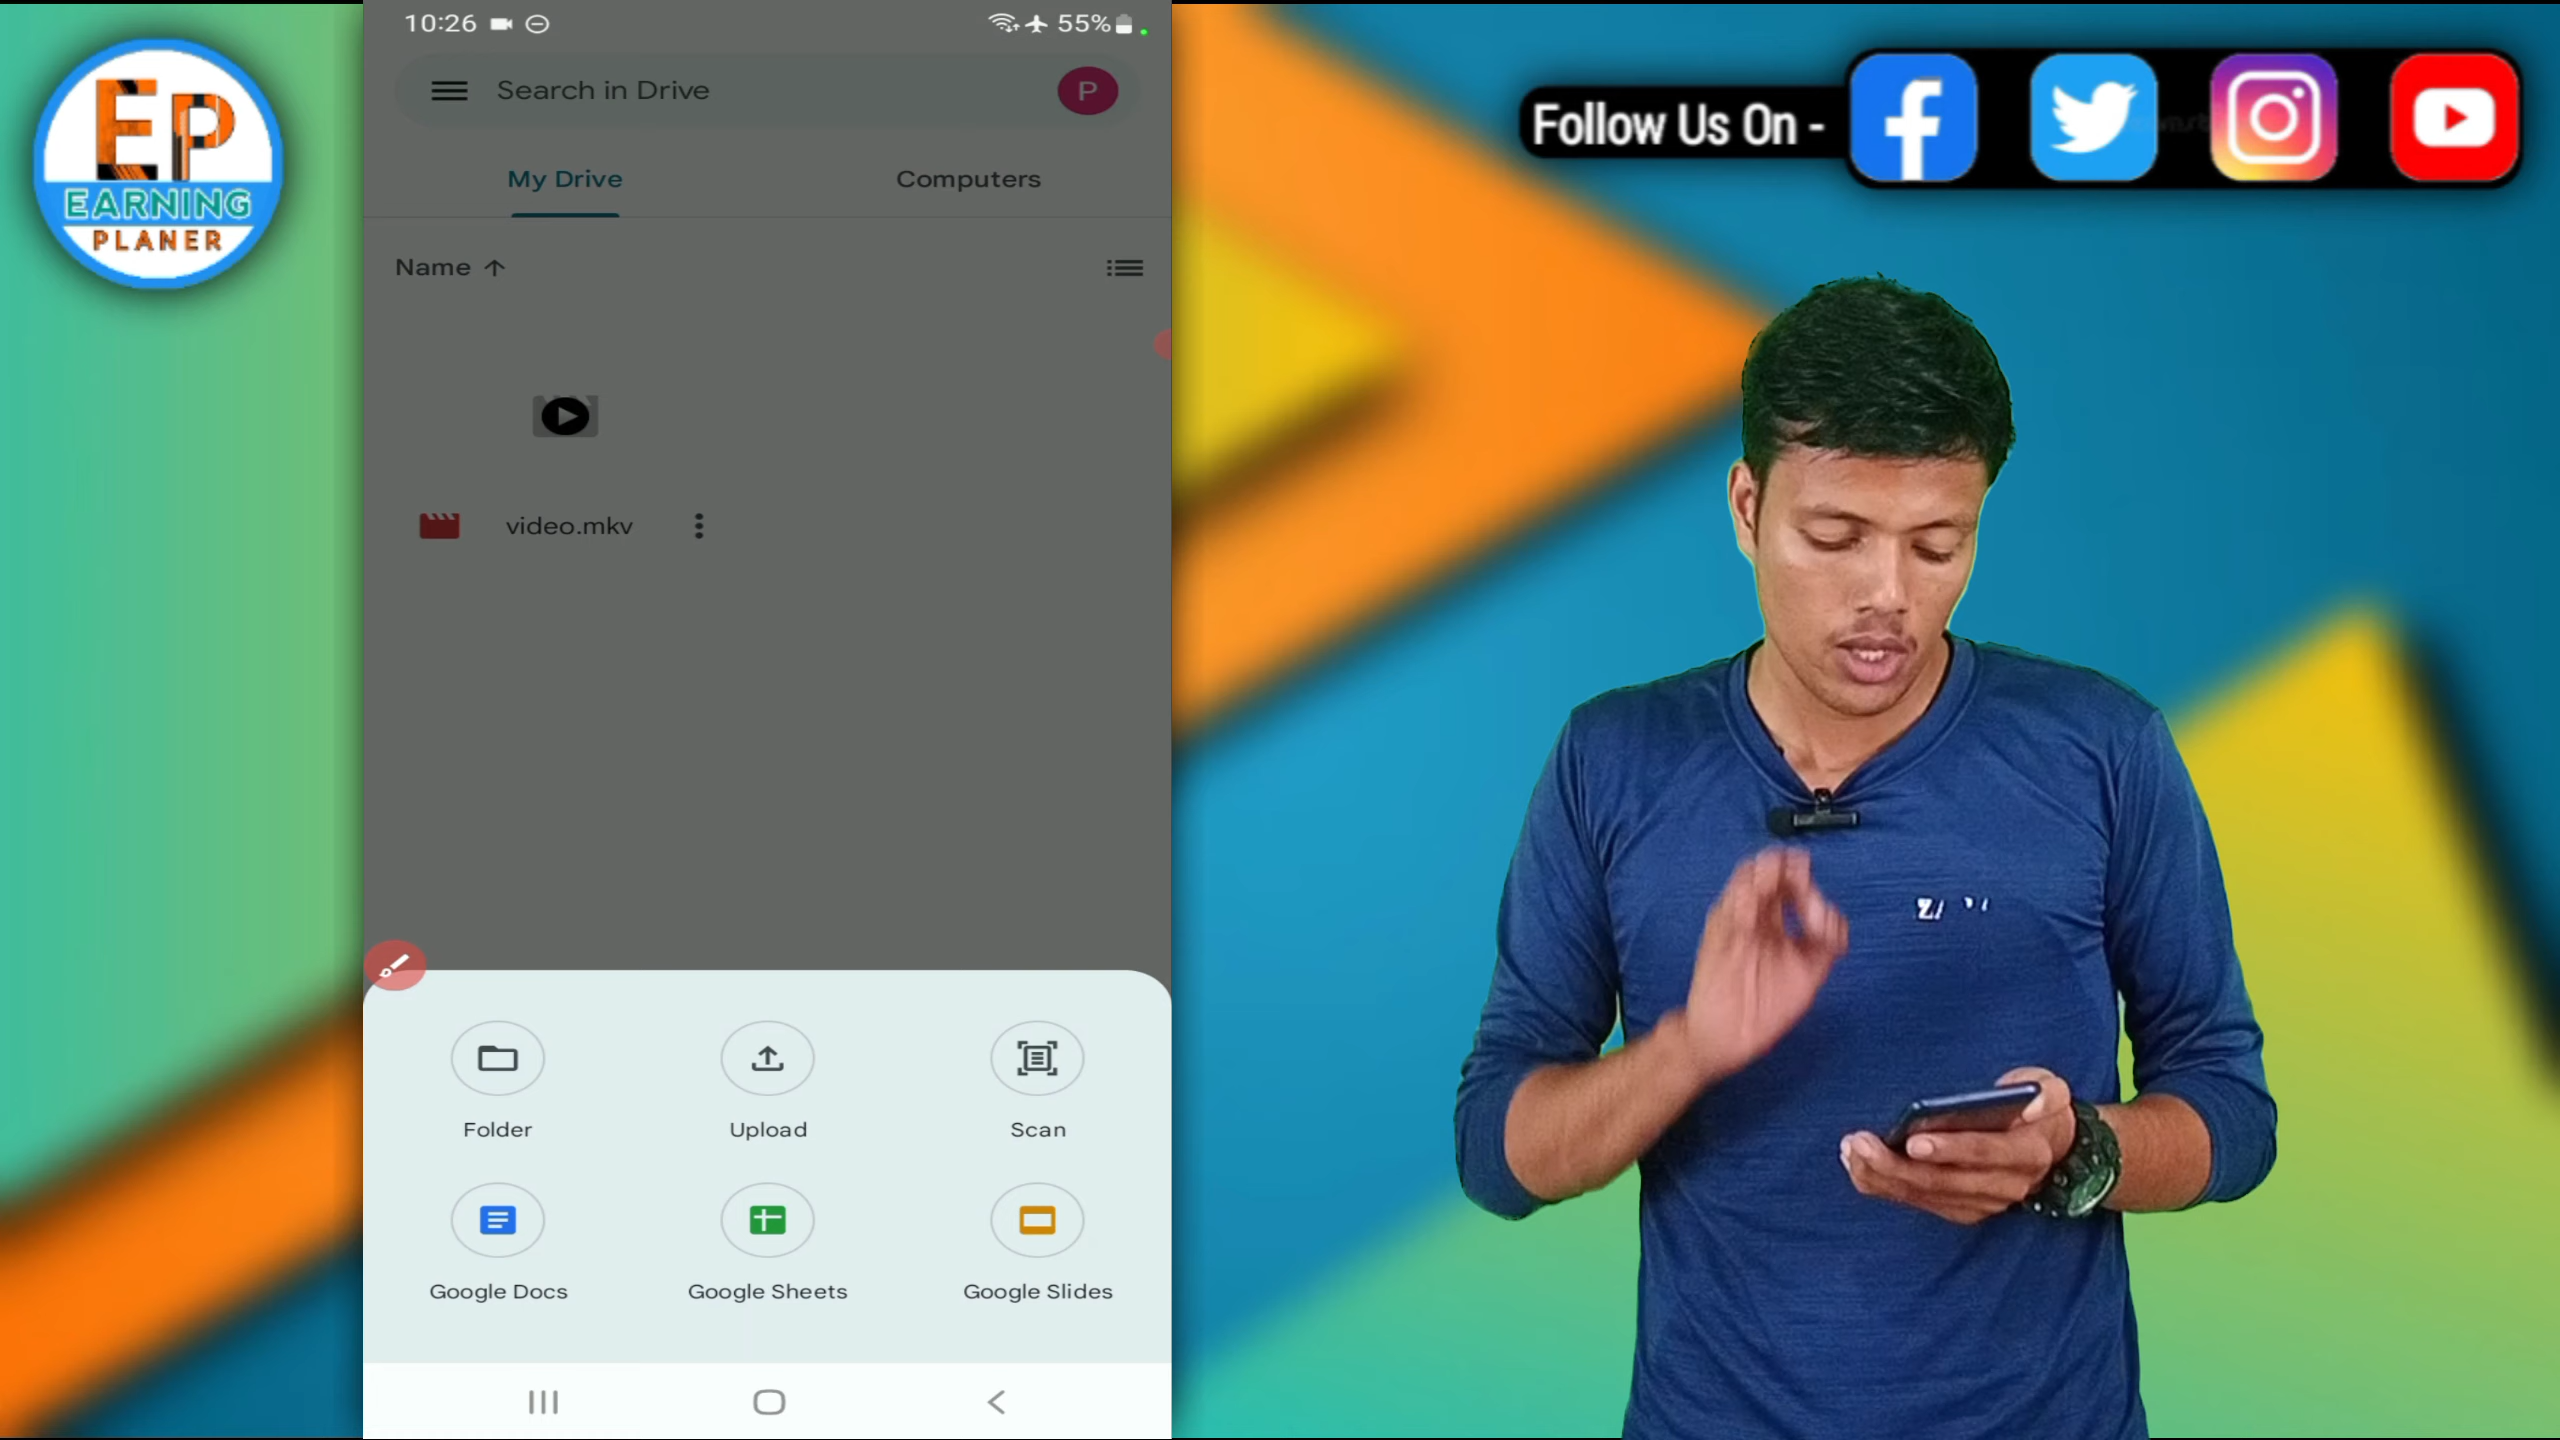 EP
EARNING
PLANER
10:26
55%
Search in Drive
P
My Drive
Computers
Name
video.mkv
Folder
Upload
Scan
Google Docs
Google Sheets
Google Slides
Follow Us On -